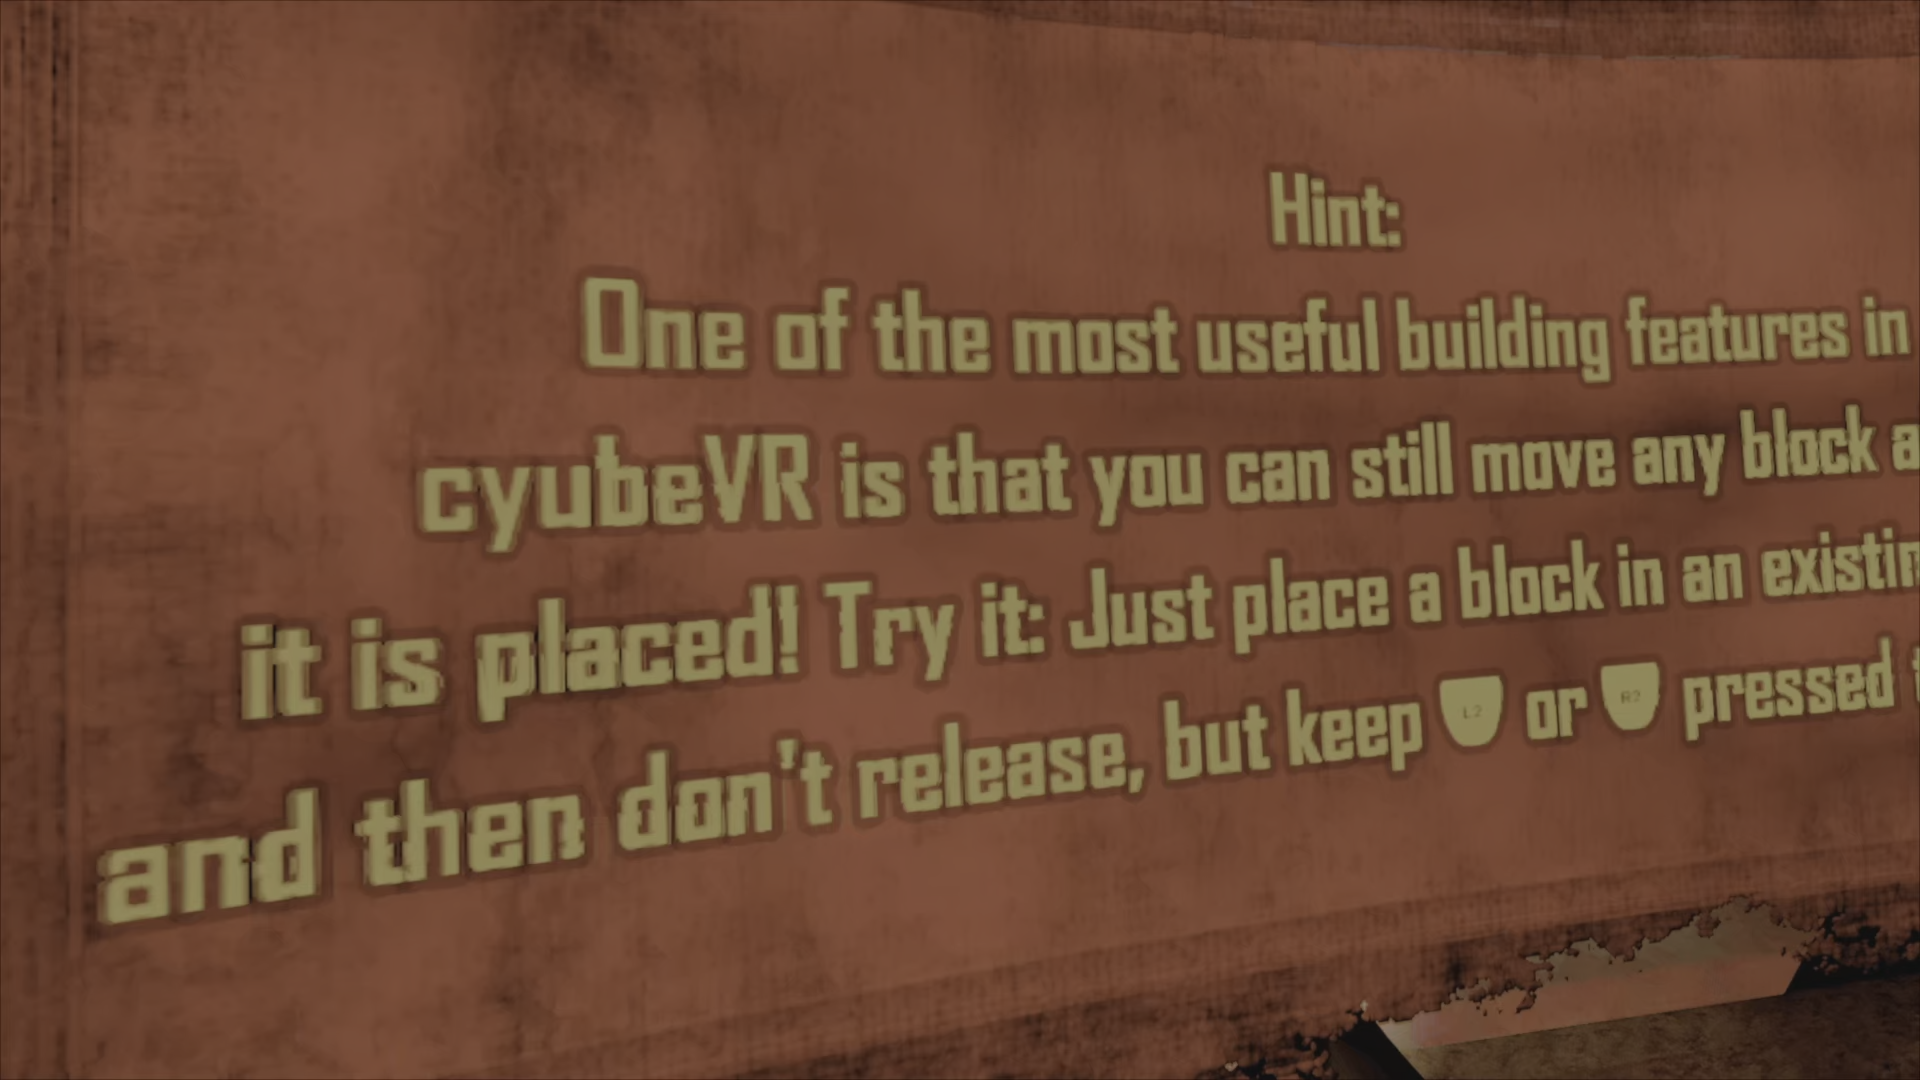 Hint:
One of the most useful building features in
cyubeVR is that you can still move any block
it is placed! Try it: Just place a block in an
and then don't release, but keep L2 or R2 pressed